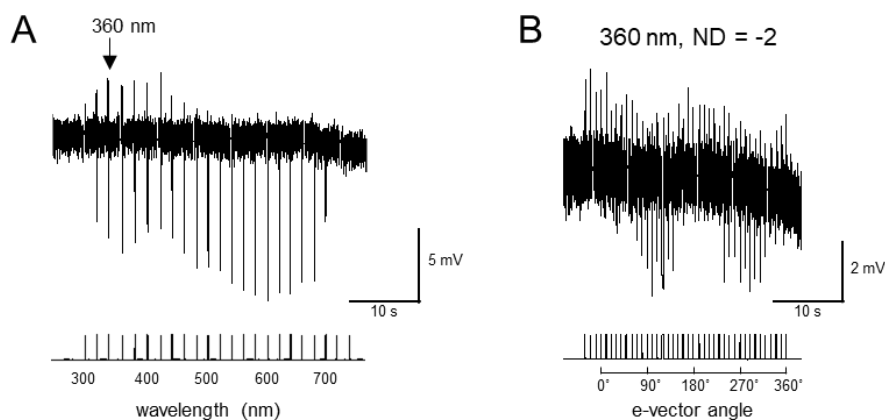 A
360 nm
5 mV
10 s
300 400 500 600 700
wavelength (nm)
B
360 nm, ND = -2
2 mV
10 s
0° 90° 180° 270° 360°
e-vector angle